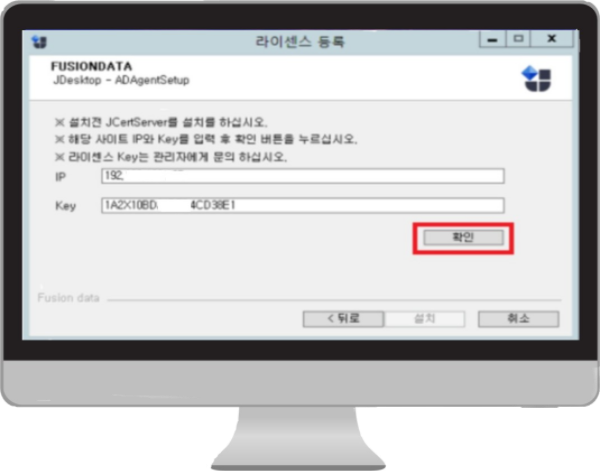 라이센스 등록
FUSIONDATA
JDesktop - ADAgentSetup
※ 설치전 JCertServer를 설치를 하십시오.
※ 해당 사이트 IP와 Key를 입력 후 확인 버튼을 누르십시오.
※ 라이센스 Key는 관리자에게 문의 하십시오.
IP 192.
Key 1A2X10BD 4CD38E1
확인
Fusion data
< 뒤로 설치 취소